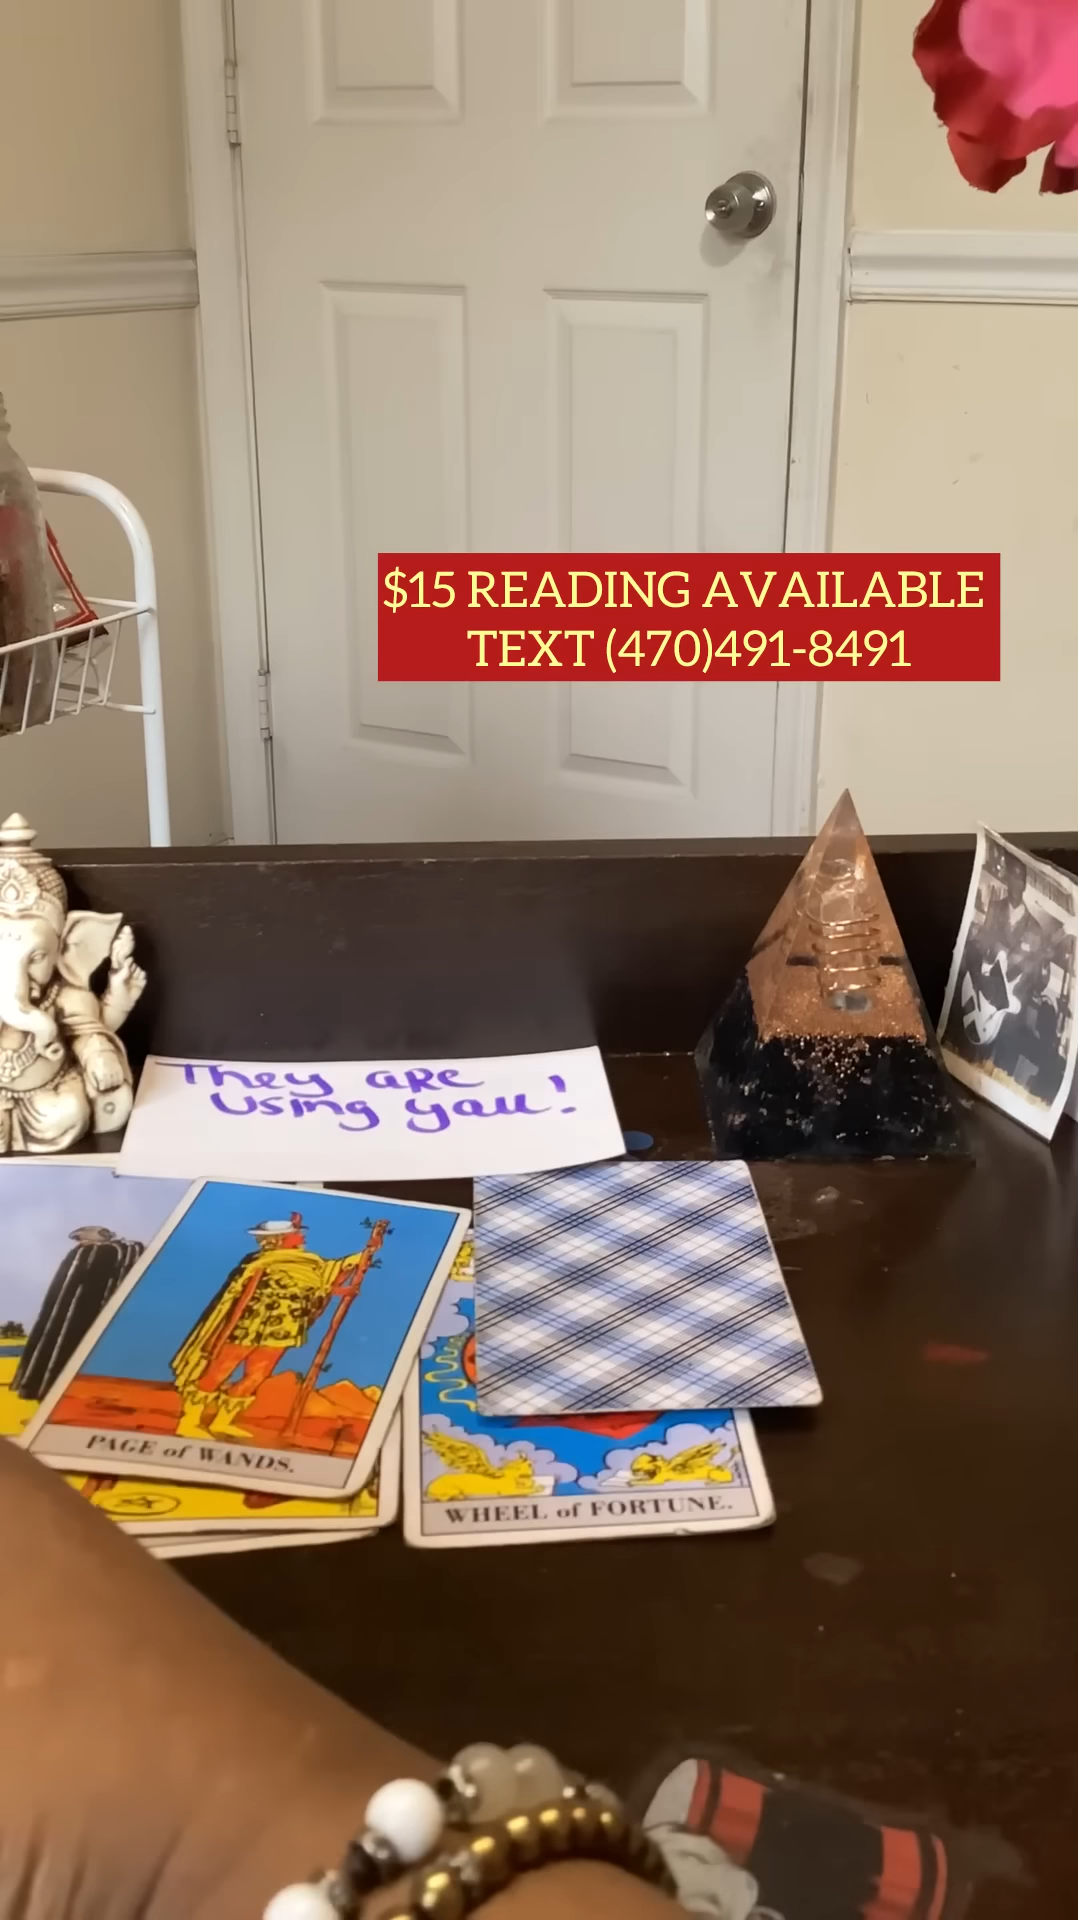 $15 READING AVAILABLE
TEXT (470)491-8491
They are
using you!
PAGE of WANDS.
WHEEL of FORTUNE.